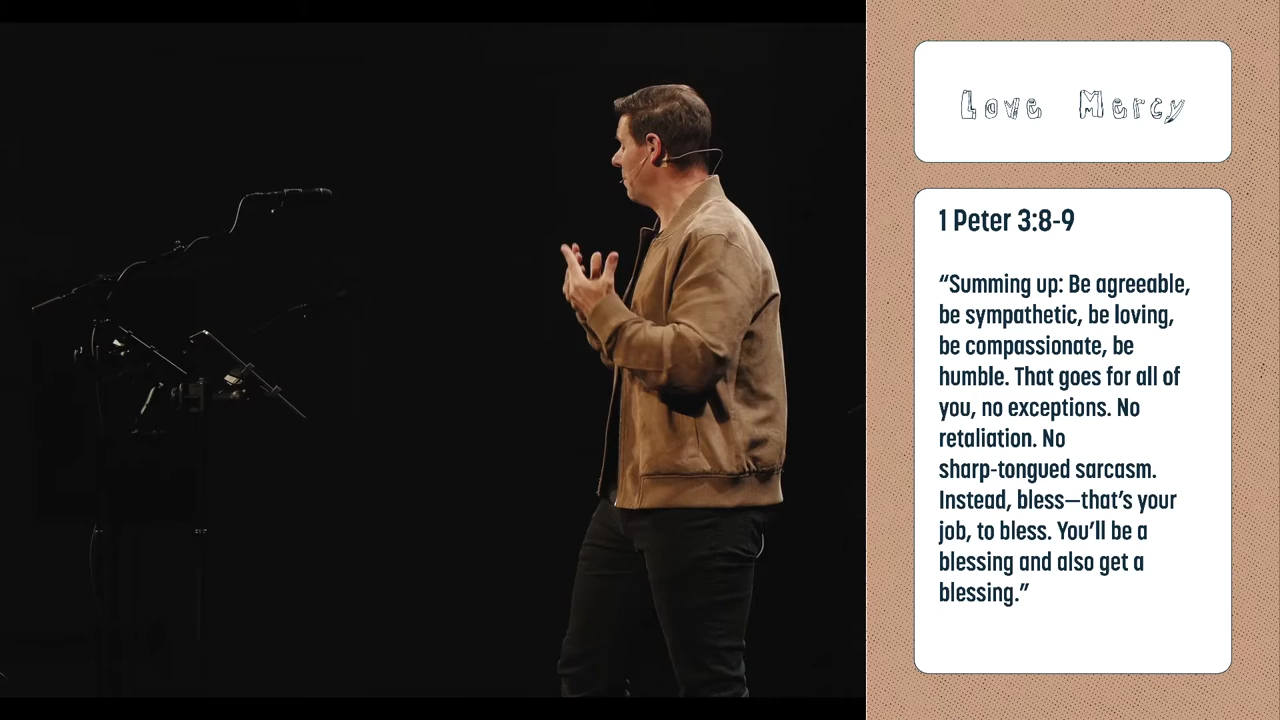 Love Mercy
1 Peter 3:8-9
“Summing up: Be agreeable,
be sympathetic, be loving,
be compassionate, be
humble. That goes for all of
you, no exceptions. No
retaliation. No
sharp-tongued sarcasm.
Instead, bless—that’s your
job, to bless. You’ll be a
blessing and also get a
blessing.”